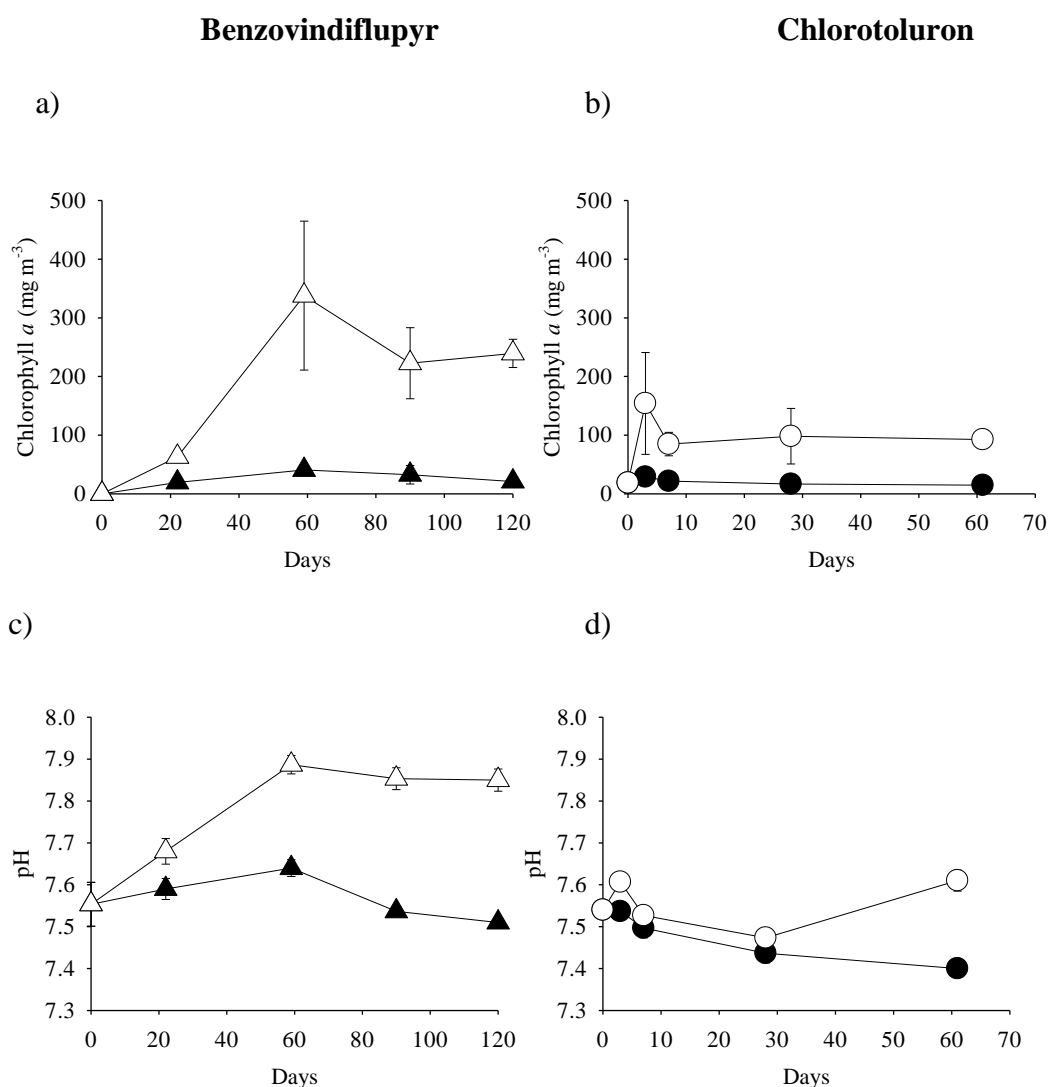 Benzovindiflupyr
Chlorotoluron
a)
500
400
300
200
100
0
Chlorophyll a (mg m-3)
0 20 40 60 80 100 120
Days
b)
500
400
300
200
100
0
Chlorophyll a (mg m-3)
0 10 20 30 40 50 60 70
Days
c)
8.0
7.9
7.8
7.7
7.6
7.5
7.4
7.3
pH
0 20 40 60 80 100 120
Days
d)
8.0
7.9
7.8
7.7
7.6
7.5
7.4
7.3
pH
0 10 20 30 40 50 60 70
Days